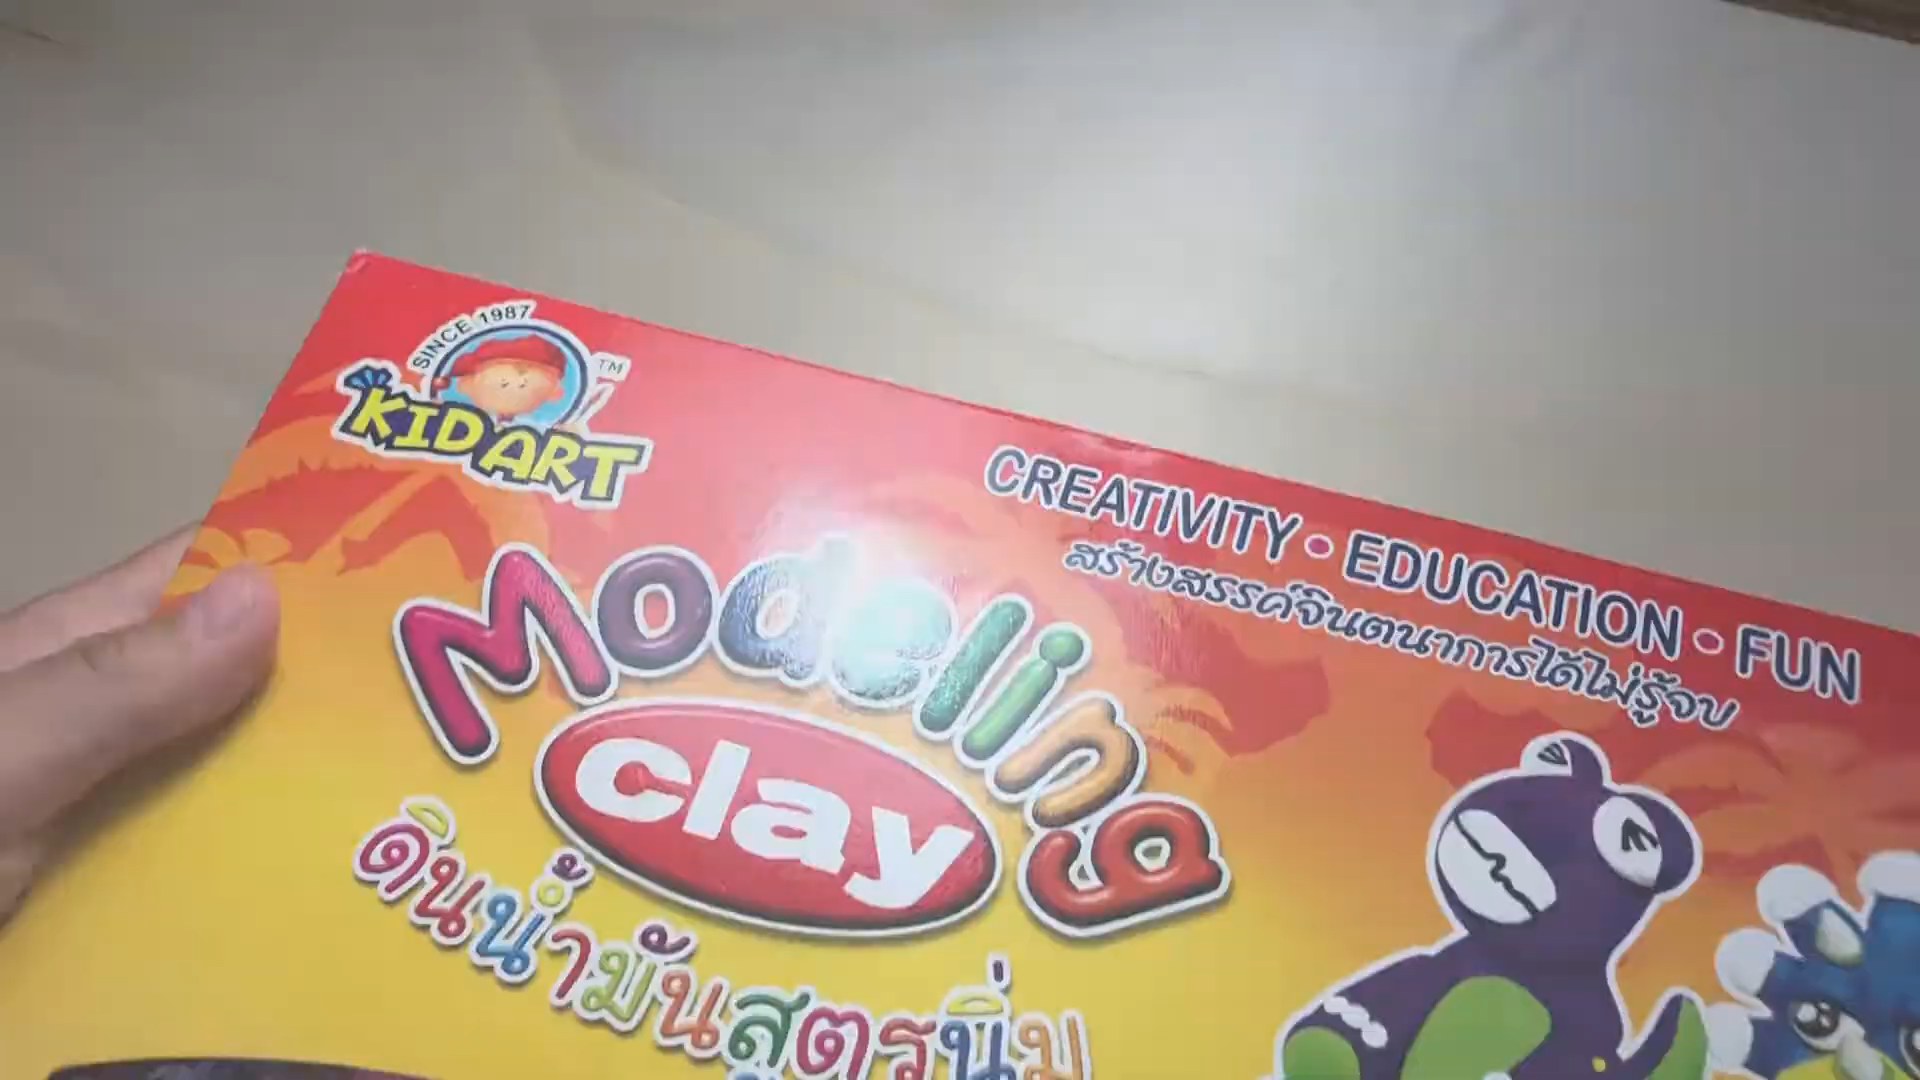 SINCE 1987
TM
KID ART
CREATIVITY • EDUCATION • FUN
สร้างสรรค์จินตนาการได้ไม่รู้จบ
Modeling
clay
ดินน้ำมันสูตรนิ่ม